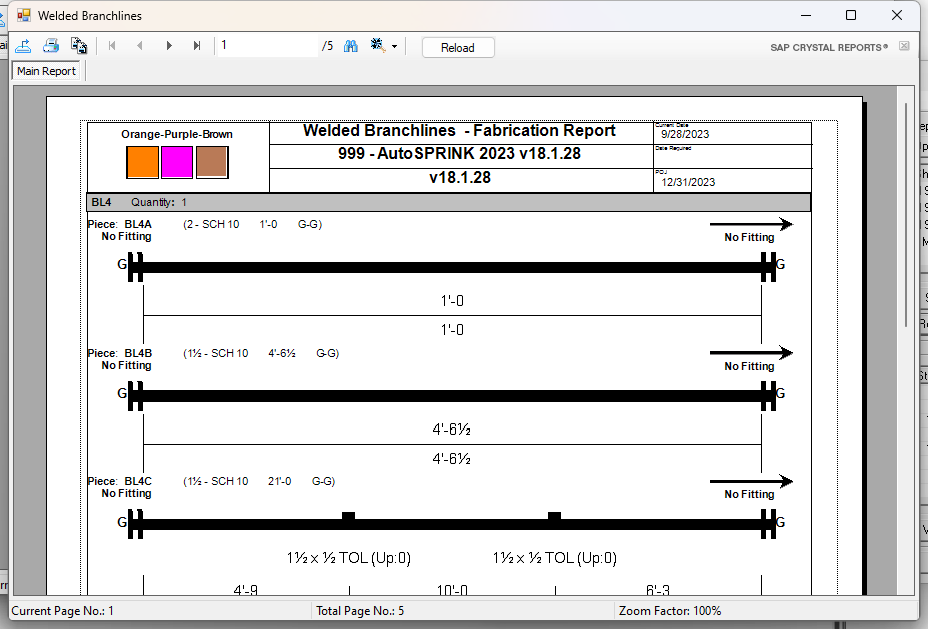 Welded Branchlines
1 /5 Reload SAP CRYSTAL REPORTS®
Main Report
Orange-Purple-Brown
Welded Branchlines - Fabrication Report
999 - AutoSPRINK 2023 v18.1.28
v18.1.28
Current Date
9/28/2023
Date Required
12/31/2023
BL4 Quantity: 1
Piece: BL4A (2 - SCH 10 1'-0 G-G)
No Fitting No Fitting
G G
1'-0
1'-0
Piece: BL4B (1½ - SCH 10 4'-6½ G-G)
No Fitting No Fitting
G G
4'-6½
4'-6½
Piece: BL4C (1½ - SCH 10 21'-0 G-G)
No Fitting No Fitting
G G
1½ x ½ TOL (Up:0) 1½ x ½ TOL (Up:0)
4'-9 10'-0 6'-3
Current Page No.: 1 Total Page No.: 5 Zoom Factor: 100%